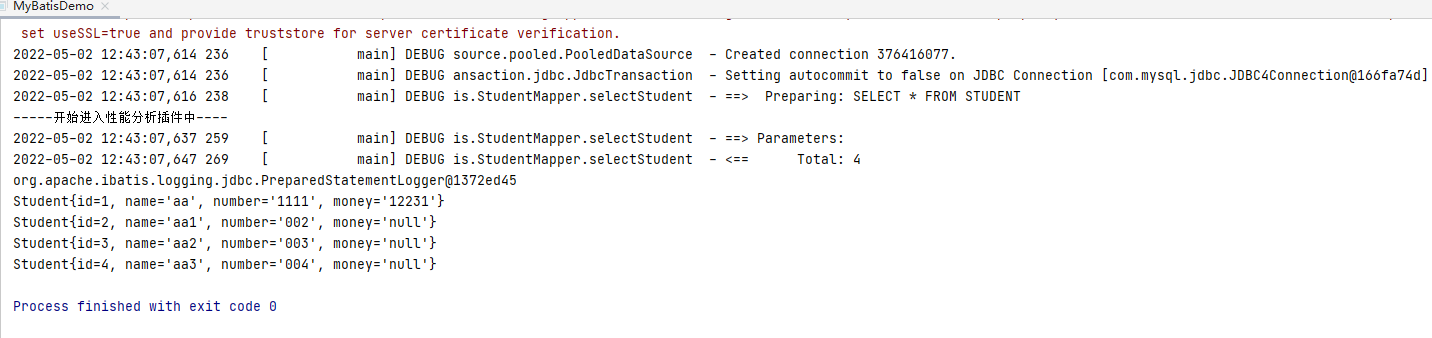 MyBatisDemo
set useSSL=true and provide truststore for server certificate verification.
2022-05-02 12:43:07,614 236    [           main] DEBUG source.pooled.PooledDataSource  - Created connection 376416077.
2022-05-02 12:43:07,614 236    [           main] DEBUG ansaction.jdbc.JdbcTransaction  - Setting autocommit to false on JDBC Connection [com.mysql.jdbc.JDBC4Connection@166fa74d]
2022-05-02 12:43:07,616 238    [           main] DEBUG is.StudentMapper.selectStudent  - ==>  Preparing: SELECT * FROM STUDENT
-----开始进入性能分析插件中----
2022-05-02 12:43:07,637 259    [           main] DEBUG is.StudentMapper.selectStudent  - ==> Parameters:
2022-05-02 12:43:07,647 269    [           main] DEBUG is.StudentMapper.selectStudent  - <==      Total: 4
org.apache.ibatis.logging.jdbc.PreparedStatementLogger@1372ed45
Student{id=1, name='aa', number='1111', money='12231'}
Student{id=2, name='aa1', number='002', money='null'}
Student{id=3, name='aa2', number='003', money='null'}
Student{id=4, name='aa3', number='004', money='null'}
Process finished with exit code 0